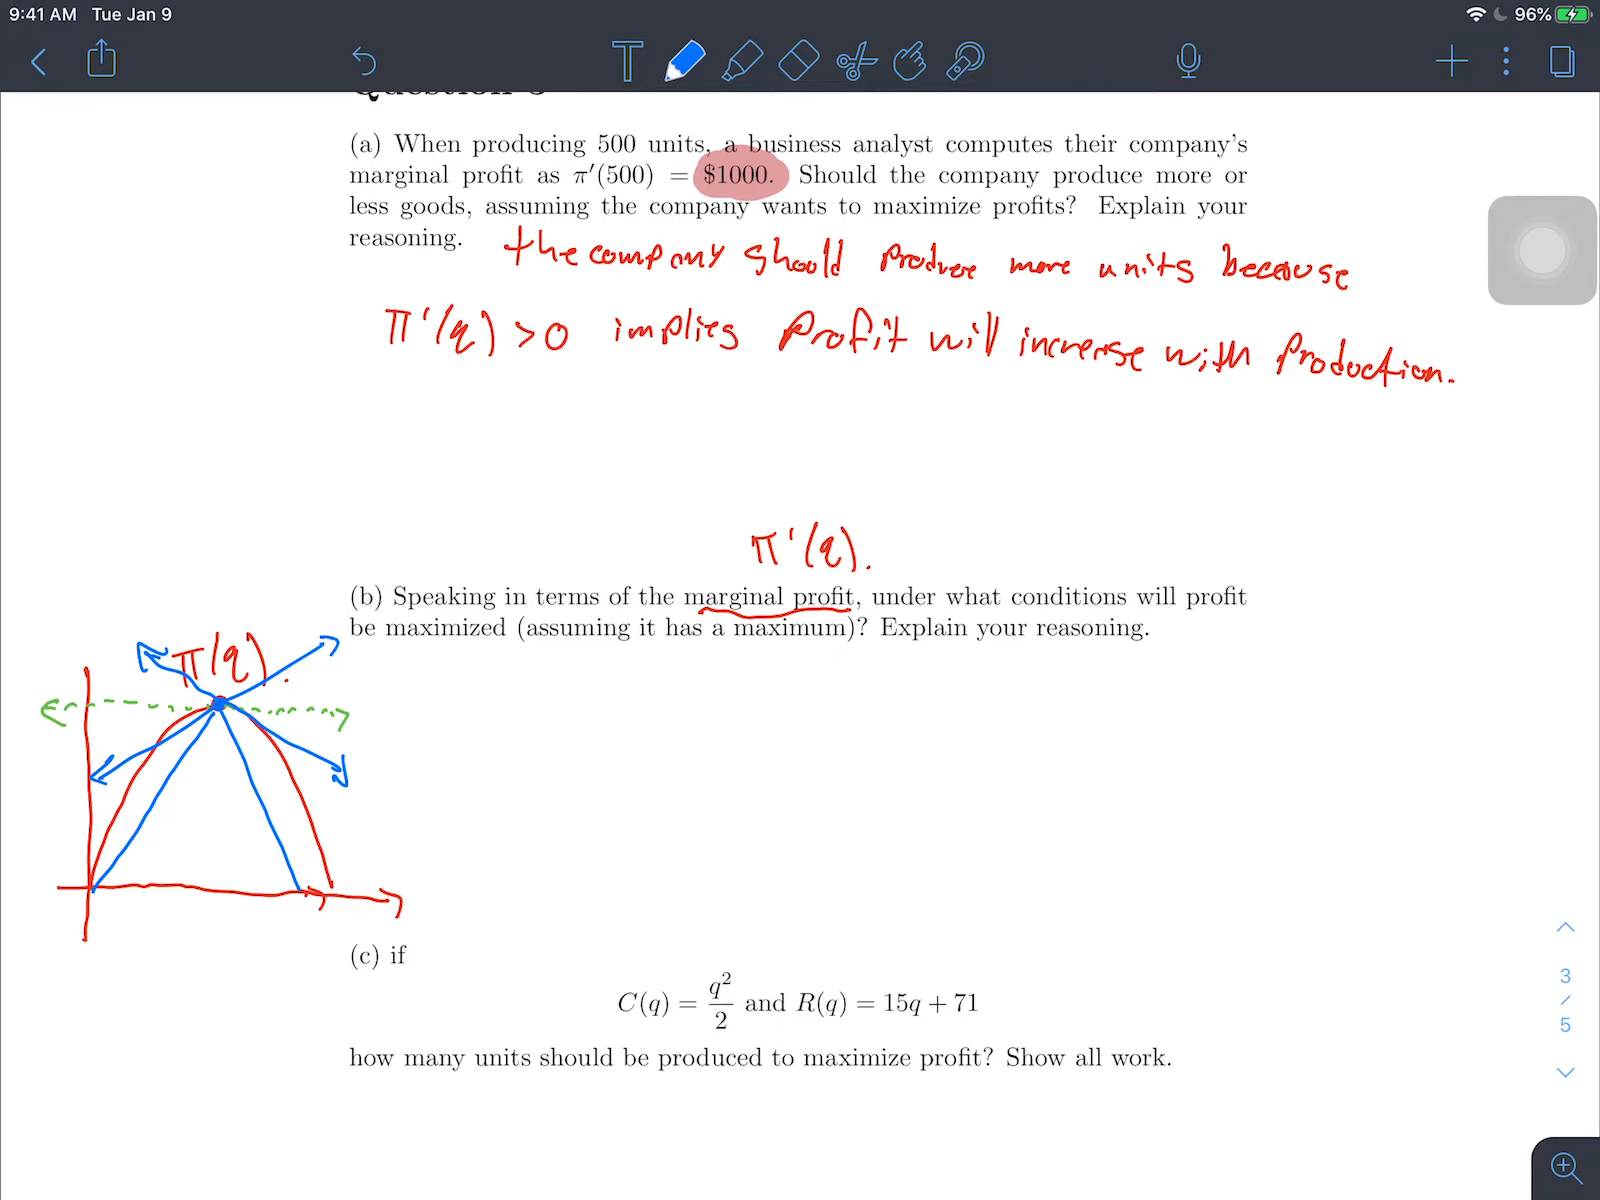 9:41 AM Tue Jan 9
96%
(a) When producing 500 units, a business analyst computes their company's
marginal profit as π′(500) = $1000. Should the company produce more or
less goods, assuming the company wants to maximize profits? Explain your
reasoning.
the company should produce more units because
π'(q) > 0 implies Profit will increase with Production.
π'(q).
(b) Speaking in terms of the marginal profit, under what conditions will profit
be maximized (assuming it has a maximum)? Explain your reasoning.
π(q).
(c) if
C(q) = q²/2 and R(q) = 15q + 71
how many units should be produced to maximize profit? Show all work.
3
/
5